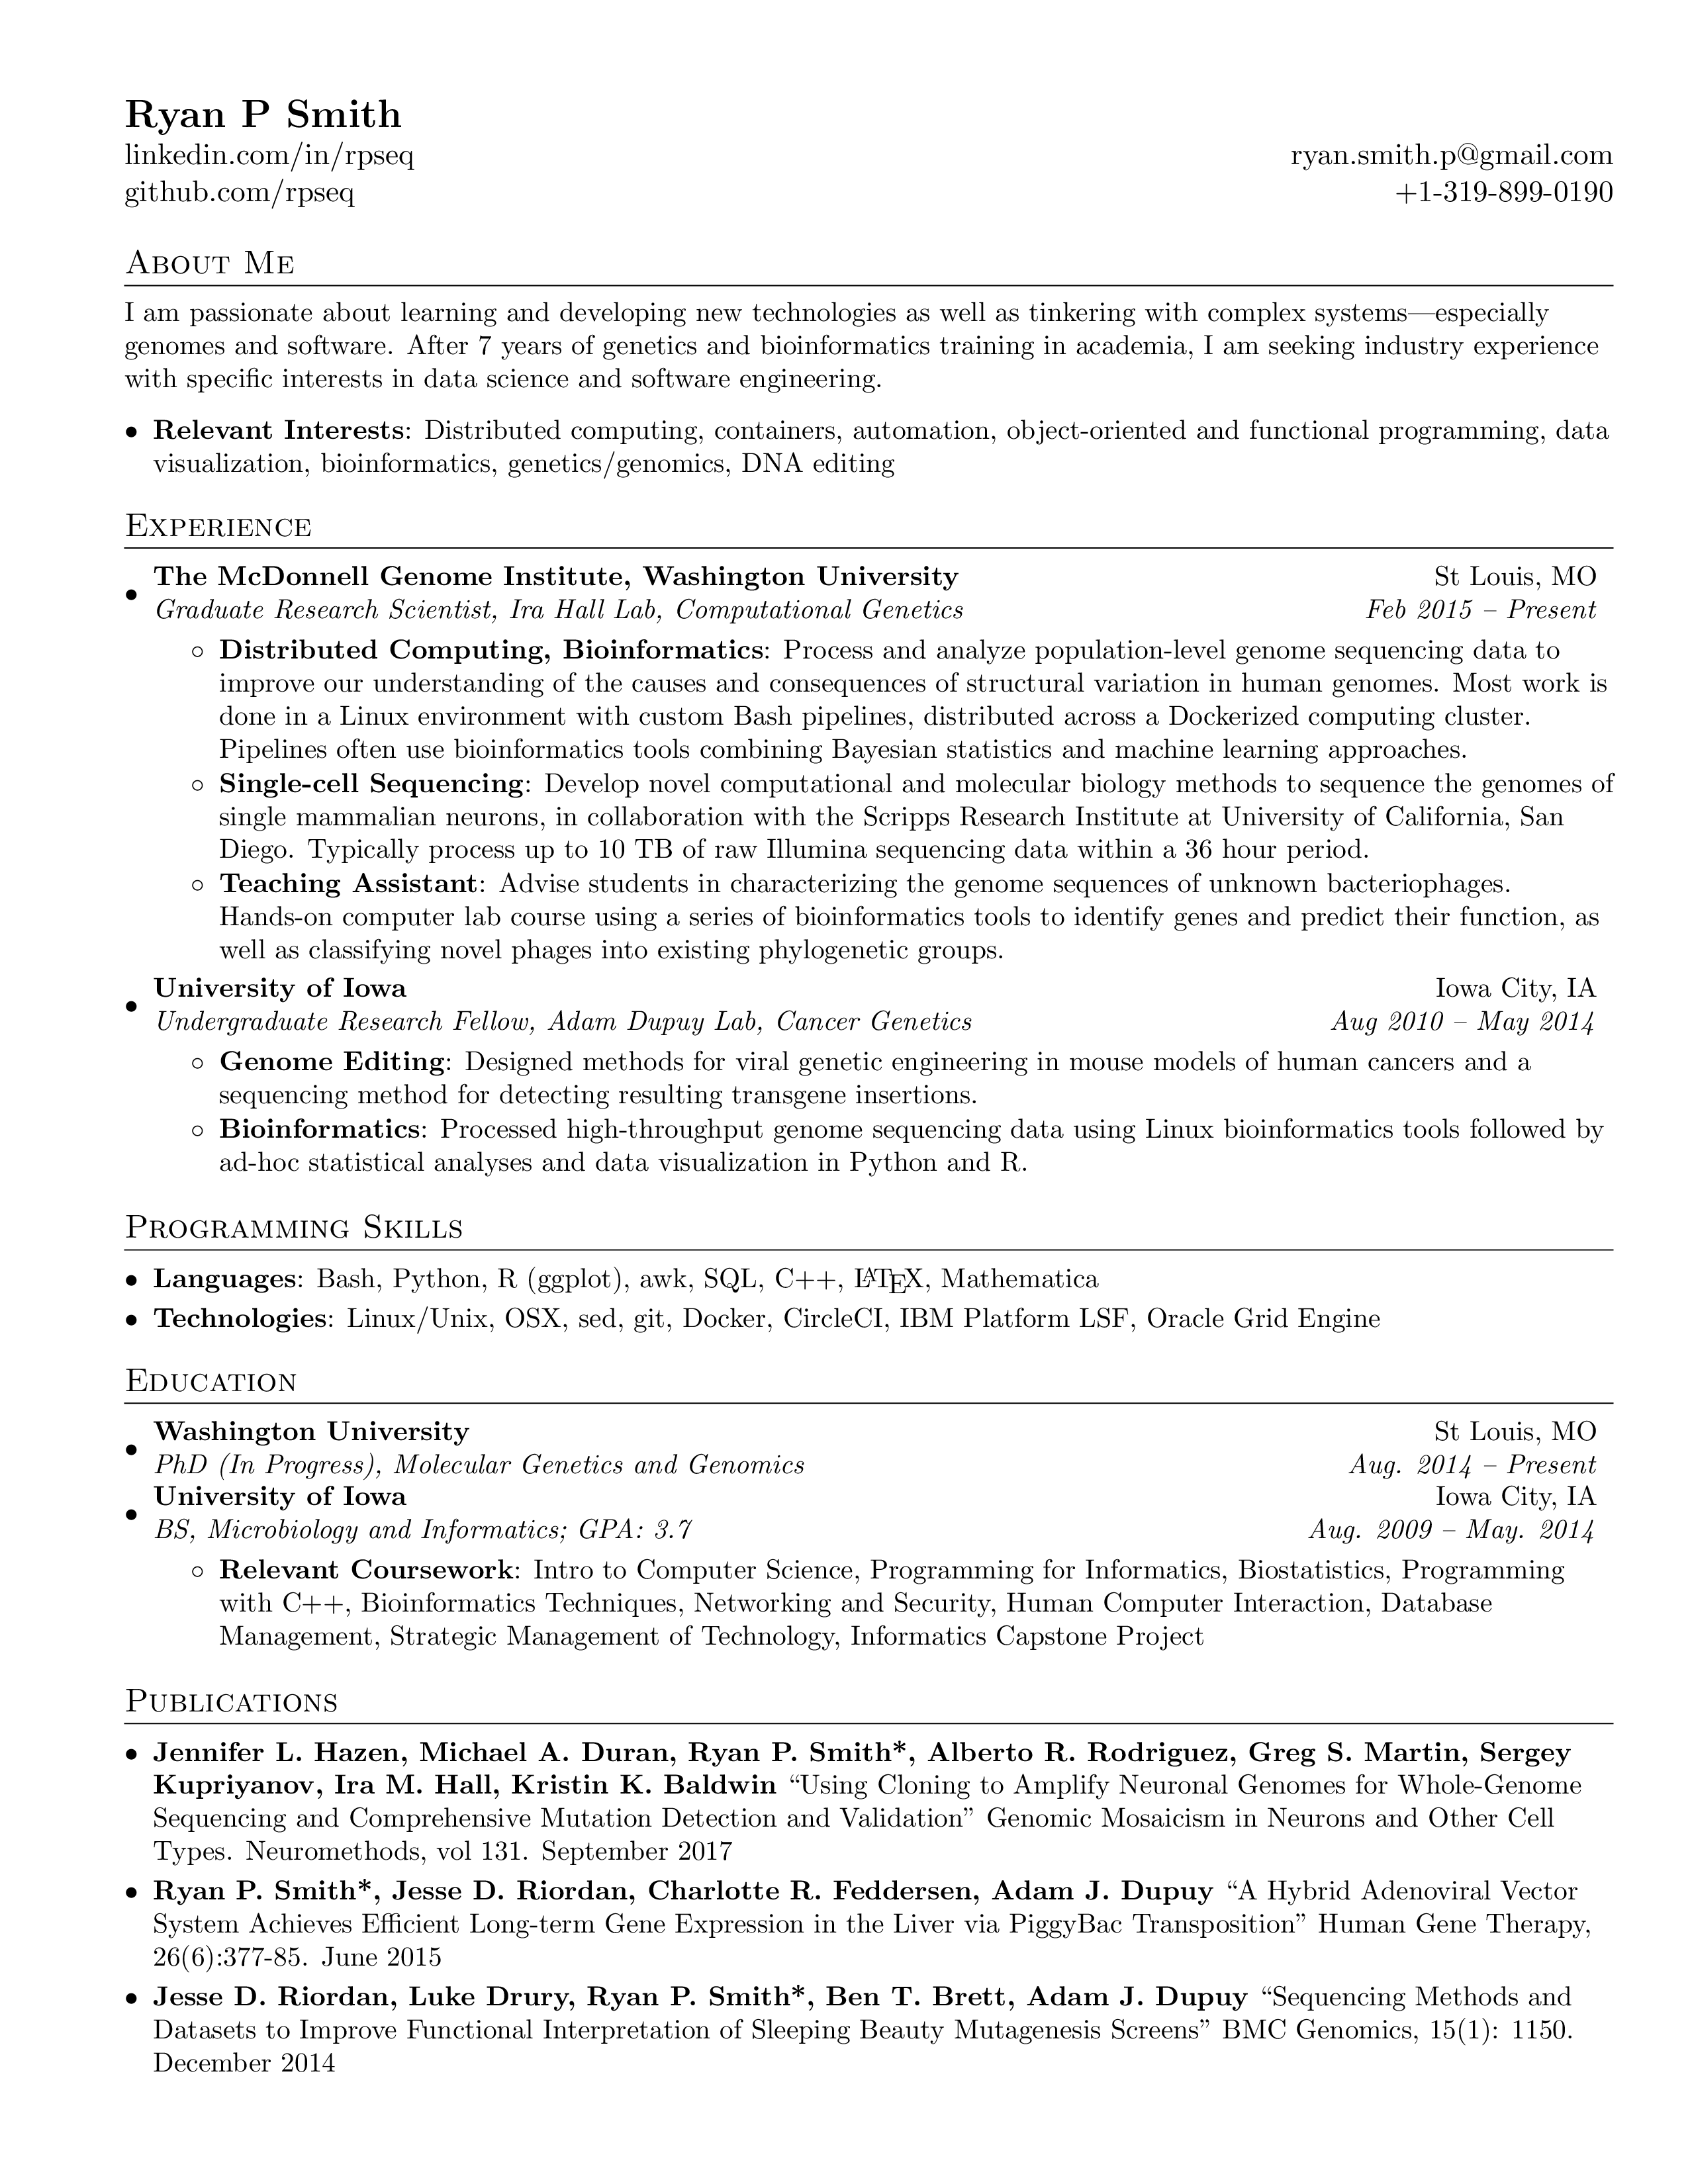 Ryan P Smith
linkedin.com/in/rpseq ryan.smith.p@gmail.com
github.com/rpseq +1-319-899-0190
About Me
I am passionate about learning and developing new technologies as well as tinkering with complex systems—especially
genomes and software. After 7 years of genetics and bioinformatics training in academia, I am seeking industry experience
with specific interests in data science and software engineering.
• Relevant Interests: Distributed computing, containers, automation, object-oriented and functional programming, data
visualization, bioinformatics, genetics/genomics, DNA editing
Experience
• The McDonnell Genome Institute, Washington University St Louis, MO
Graduate Research Scientist, Ira Hall Lab, Computational Genetics Feb 2015 – Present
◦ Distributed Computing, Bioinformatics: Process and analyze population-level genome sequencing data to
improve our understanding of the causes and consequences of structural variation in human genomes. Most work is
done in a Linux environment with custom Bash pipelines, distributed across a Dockerized computing cluster.
Pipelines often use bioinformatics tools combining Bayesian statistics and machine learning approaches.
◦ Single-cell Sequencing: Develop novel computational and molecular biology methods to sequence the genomes of
single mammalian neurons, in collaboration with the Scripps Research Institute at University of California, San
Diego. Typically process up to 10 TB of raw Illumina sequencing data within a 36 hour period.
◦ Teaching Assistant: Advise students in characterizing the genome sequences of unknown bacteriophages.
Hands-on computer lab course using a series of bioinformatics tools to identify genes and predict their function, as
well as classifying novel phages into existing phylogenetic groups.
• University of Iowa Iowa City, IA
Undergraduate Research Fellow, Adam Dupuy Lab, Cancer Genetics Aug 2010 – May 2014
◦ Genome Editing: Designed methods for viral genetic engineering in mouse models of human cancers and a
sequencing method for detecting resulting transgene insertions.
◦ Bioinformatics: Processed high-throughput genome sequencing data using Linux bioinformatics tools followed by
ad-hoc statistical analyses and data visualization in Python and R.
Programming Skills
• Languages: Bash, Python, R (ggplot), awk, SQL, C++, LATEX, Mathematica
• Technologies: Linux/Unix, OSX, sed, git, Docker, CircleCI, IBM Platform LSF, Oracle Grid Engine
Education
• Washington University St Louis, MO
PhD (In Progress), Molecular Genetics and Genomics Aug. 2014 – Present
• University of Iowa Iowa City, IA
BS, Microbiology and Informatics; GPA: 3.7 Aug. 2009 – May. 2014
◦ Relevant Coursework: Intro to Computer Science, Programming for Informatics, Biostatistics, Programming
with C++, Bioinformatics Techniques, Networking and Security, Human Computer Interaction, Database
Management, Strategic Management of Technology, Informatics Capstone Project
Publications
• Jennifer L. Hazen, Michael A. Duran, Ryan P. Smith*, Alberto R. Rodriguez, Greg S. Martin, Sergey
Kupriyanov, Ira M. Hall, Kristin K. Baldwin “Using Cloning to Amplify Neuronal Genomes for Whole-Genome
Sequencing and Comprehensive Mutation Detection and Validation” Genomic Mosaicism in Neurons and Other Cell
Types. Neuromethods, vol 131. September 2017
• Ryan P. Smith*, Jesse D. Riordan, Charlotte R. Feddersen, Adam J. Dupuy “A Hybrid Adenoviral Vector
System Achieves Efficient Long-term Gene Expression in the Liver via PiggyBac Transposition” Human Gene Therapy,
26(6):377-85. June 2015
• Jesse D. Riordan, Luke Drury, Ryan P. Smith*, Ben T. Brett, Adam J. Dupuy “Sequencing Methods and
Datasets to Improve Functional Interpretation of Sleeping Beauty Mutagenesis Screens” BMC Genomics, 15(1): 1150.
December 2014